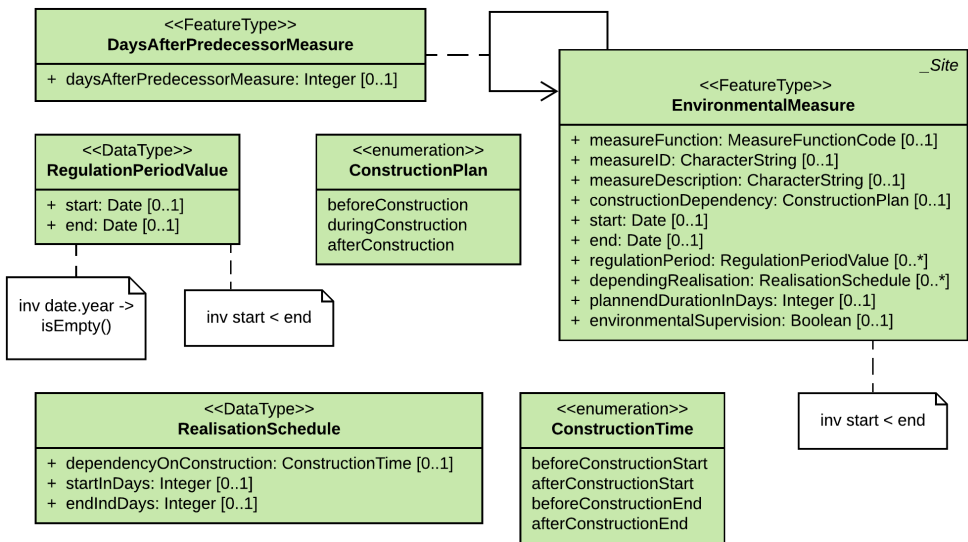 <<FeatureType>>
DaysAfterPredecessorMeasure
+ daysAfterPredecessorMeasure: Integer [0..1]
_Site
<<FeatureType>>
EnvironmentalMeasure
+ measureFunction: MeasureFunctionCode [0..1]
+ measureID: CharacterString [0..1]
+ measureDescription: CharacterString [0..1]
+ constructionDependency: ConstructionPlan [0..1]
+ start: Date [0..1]
+ end: Date [0..1]
+ regulationPeriod: RegulationPeriodValue [0..*]
+ dependingRealisation: RealisationSchedule [0..*]
+ plannendDurationInDays: Integer [0..1]
+ environmentalSupervision: Boolean [0..1]
<<DataType>>
RegulationPeriodValue
+ start: Date [0..1]
+ end: Date [0..1]
<<enumeration>>
ConstructionPlan
beforeConstruction
duringConstruction
afterConstruction
inv date.year ->
isEmpty()
inv start < end
<<DataType>>
RealisationSchedule
+ dependencyOnConstruction: ConstructionTime [0..1]
+ startInDays: Integer [0..1]
+ endIndDays: Integer [0..1]
<<enumeration>>
ConstructionTime
beforeConstructionStart
afterConstructionStart
beforeConstructionEnd
afterConstructionEnd
inv start < end